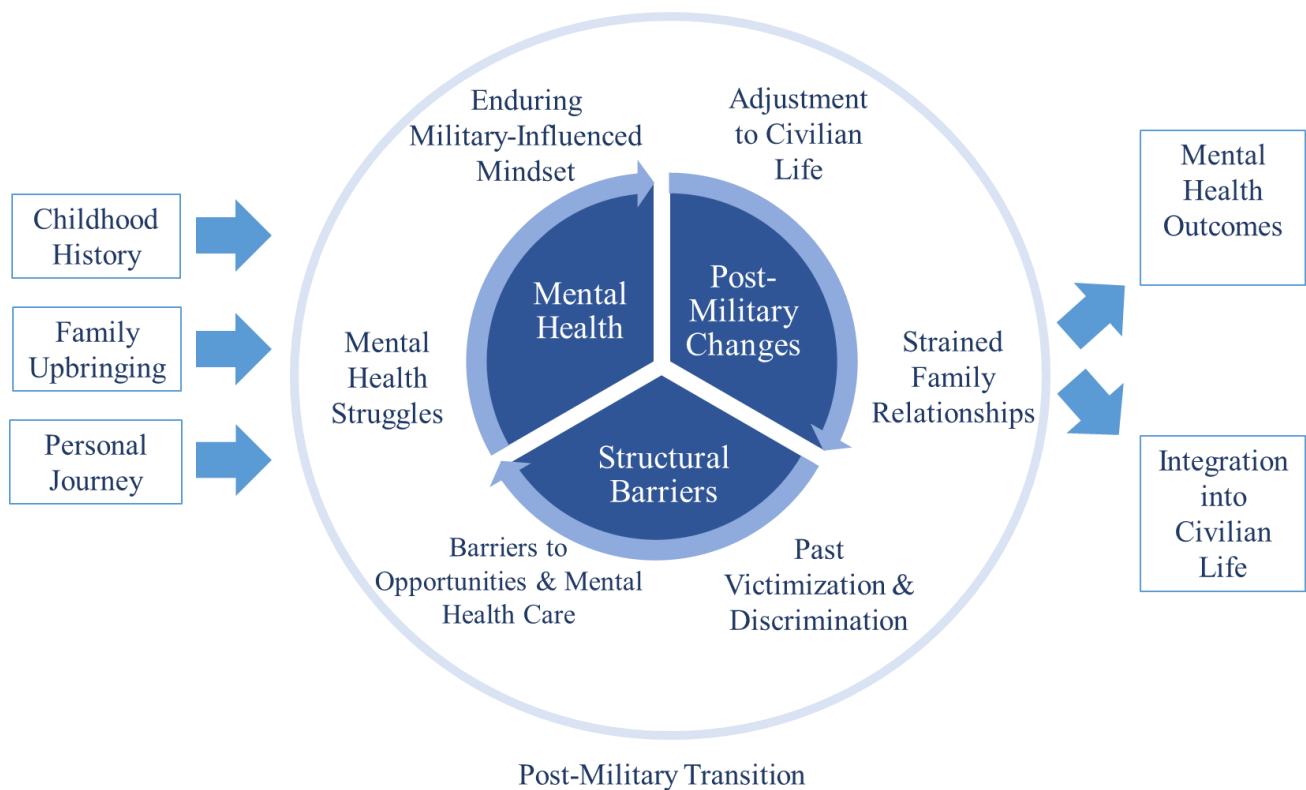 Childhood
History
Family
Upbringing
Personal
Journey
Enduring
Military-Influenced
Mindset
Adjustment
to Civilian
Life
Mental
Health
Struggles
Mental
Health
Post-
Military
Changes
Structural
Barriers
Strained
Family
Relationships
Barriers to
Opportunities & Mental
Health Care
Past
Victimization &
Discrimination
Mental
Health
Outcomes
Integration
into
Civilian
Life
Post-Military Transition